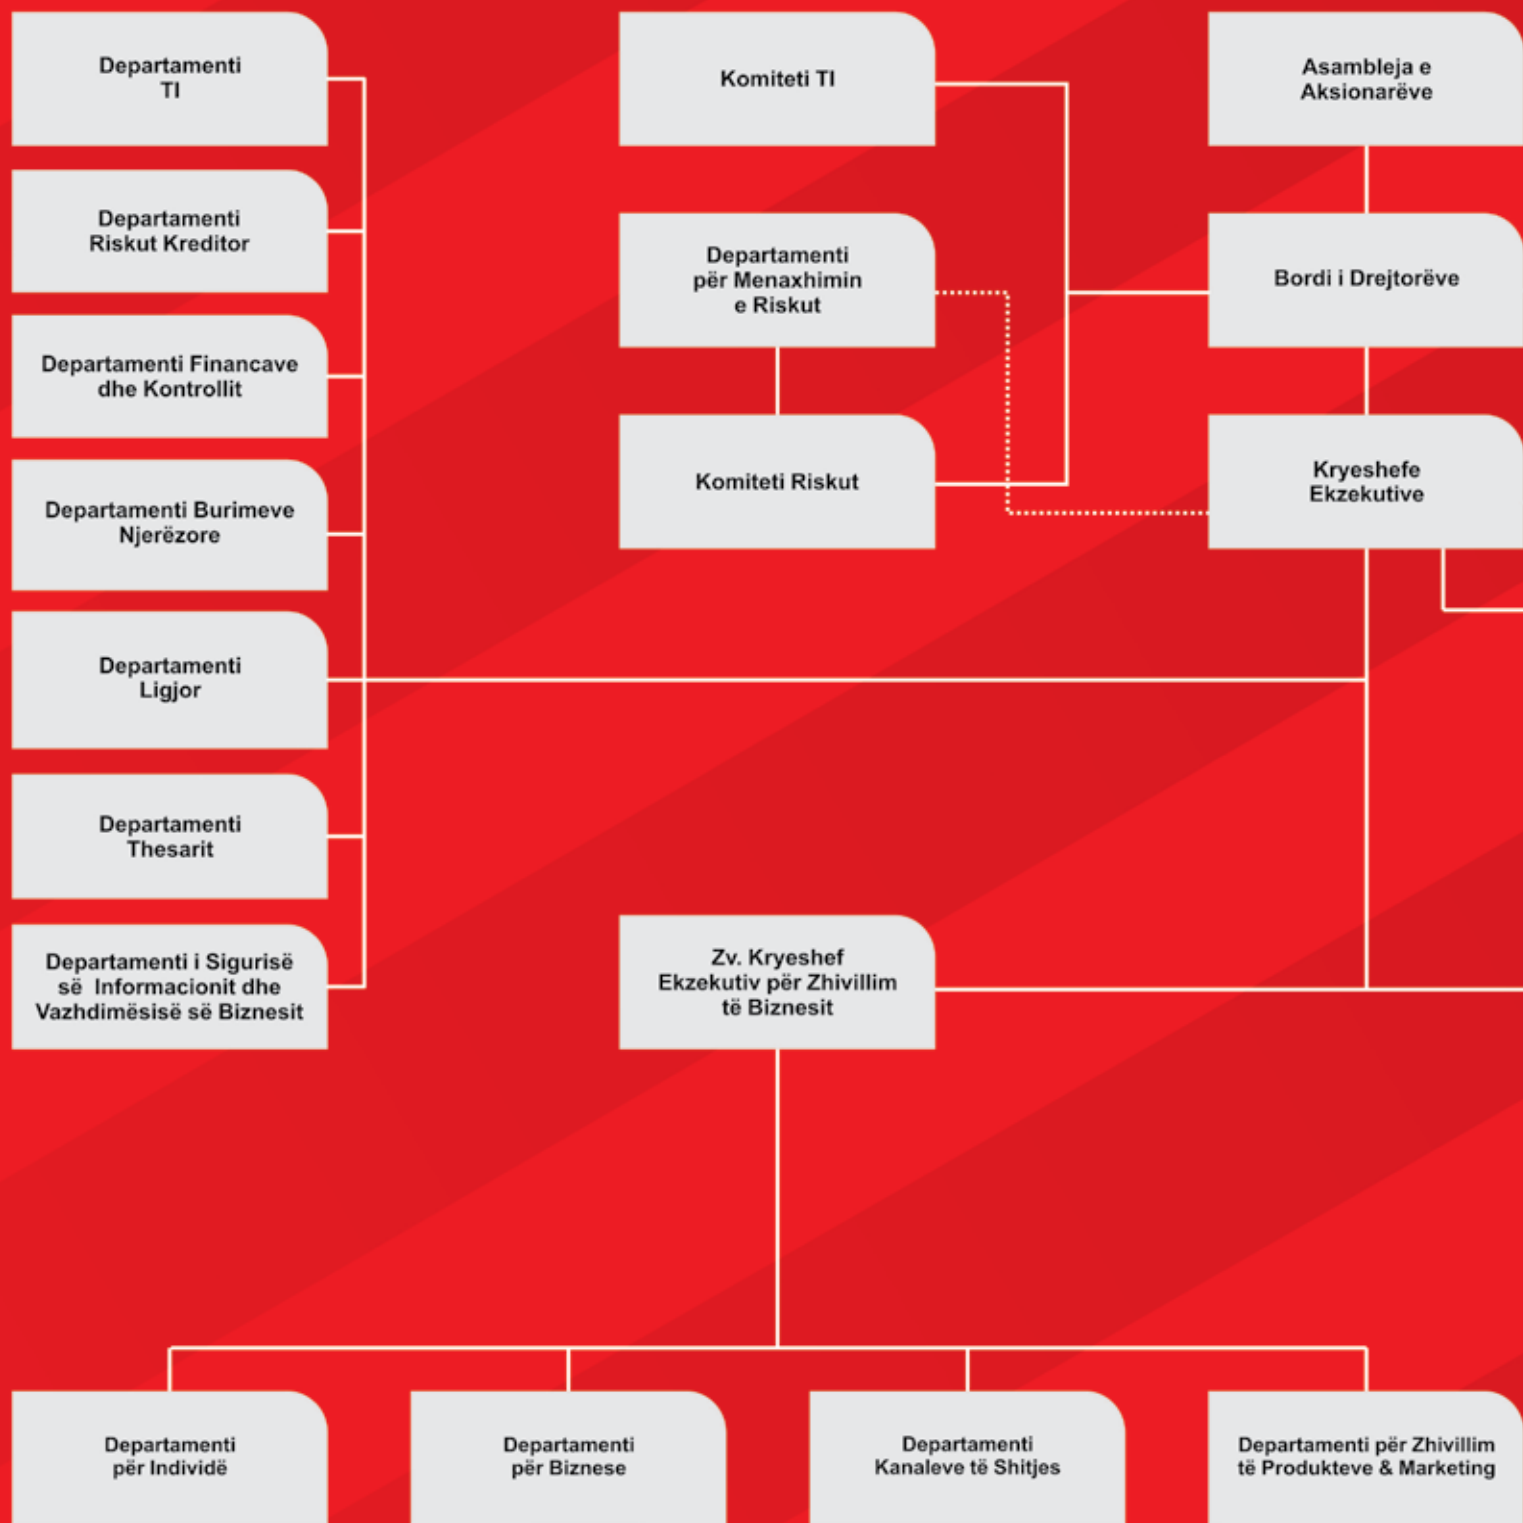 Departamenti
TI
Komiteti TI
Asambleja e
Aksionarëve
Departamenti
Riskut Kreditor
Departamenti
për Menaxhimin
e Riskut
Bordi i Drejtorëve
Departamenti Financave
dhe Kontrollit
Komiteti Riskut
Kryeshefe
Ekzekutive
Departamenti Burimeve
Njerëzore
Departamenti
Ligjor
Departamenti
Thesarit
Departamenti i Sigurisë
së Informacionit dhe
Vazhdimësisë së Biznesit
Zv. Kryeshef
Ekzekutiv për Zhivillim
të Biznesit
Departamenti
për Individë
Departamenti
për Biznese
Departamenti
Kanaleve të Shitjes
Departamenti për Zhivillim
të Produkteve & Marketing